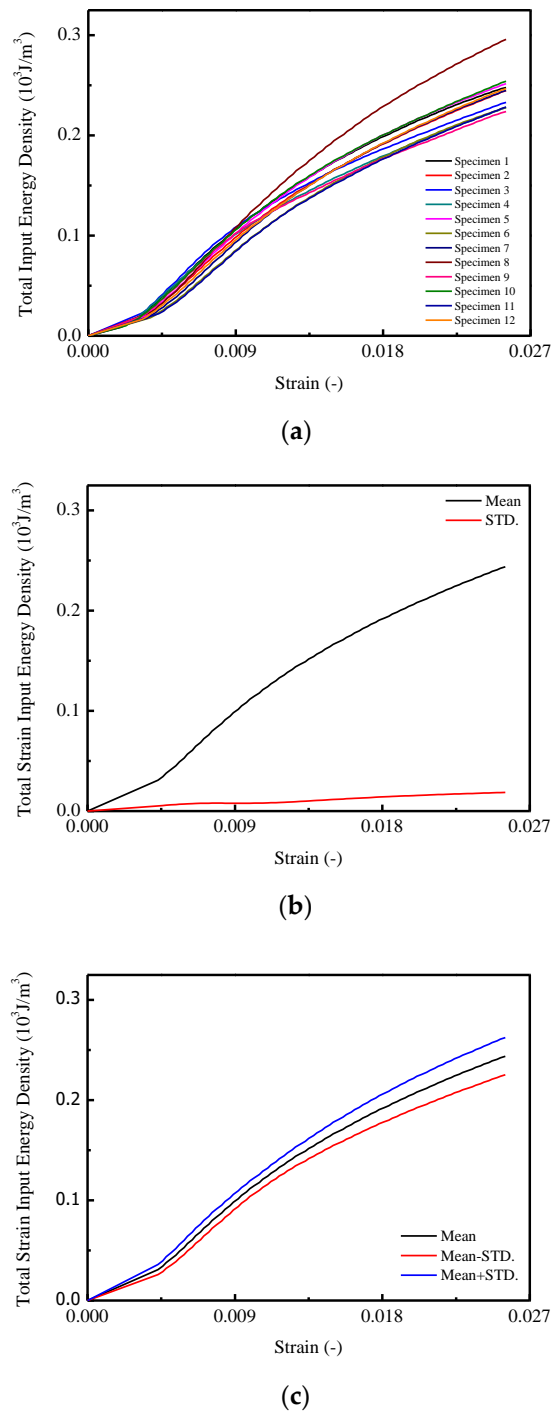 Total Input Energy Density (10³J/m³)
0.3
0.2
0.1
0.0
Specimen 1
Specimen 2
Specimen 3
Specimen 4
Specimen 5
Specimen 6
Specimen 7
Specimen 8
Specimen 9
Specimen 10
Specimen 11
Specimen 12
0.000 0.009 0.018 0.027
Strain (-)
(a)
Total Strain Input Energy Density (10³J/m³)
0.3
0.2
0.1
0.0
Mean
STD.
0.000 0.009 0.018 0.027
Strain (-)
(b)
Total Strain Input Energy Density (10³J/m³)
0.3
0.2
0.1
0.0
Mean
Mean-STD.
Mean+STD.
0.000 0.009 0.018 0.027
Strain (-)
(c)